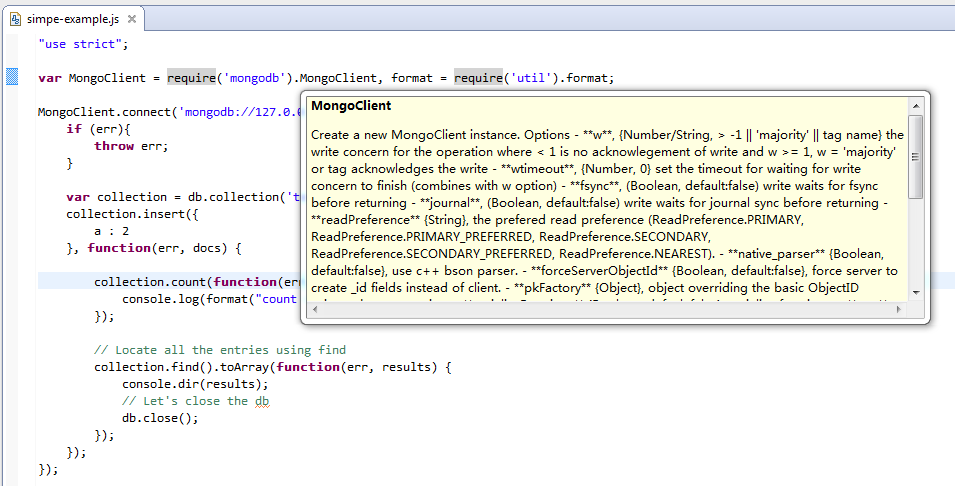 simpe-example.js
"use strict";
var MongoClient = require('mongodb').MongoClient, format = require('util').format;
MongoClient.connect('mongodb://127.0.0
if (err){
throw err;
}
var collection = db.collection('t
collection.insert({
a : 2
}, function(err, docs) {
collection.count(function(err
console.log(format("count
});
// Locate all the entries using find
collection.find().toArray(function(err, results) {
console.dir(results);
// Let's close the db
db.close();
});
});
});
MongoClient
Create a new MongoClient instance. Options - **w**, {Number/String, > -1 || 'majority' || tag name} the
write concern for the operation where < 1 is no acknowlegement of write and w >= 1, w = 'majority'
or tag acknowledges the write - **wtimeout**, {Number, 0} set the timeout for waiting for write
concern to finish (combines with w option) - **fsync**, (Boolean, default:false) write waits for fsync
before returning - **journal**, (Boolean, default:false) write waits for journal sync before returning -
**readPreference** {String}, the prefered read preference (ReadPreference.PRIMARY,
ReadPreference.PRIMARY_PREFERRED, ReadPreference.SECONDARY,
ReadPreference.SECONDARY_PREFERRED, ReadPreference.NEAREST). - **native_parser** {Boolean,
default:false}, use c++ bson parser. - **forceServerObjectId** {Boolean, default:false}, force server to
create _id fields instead of client. - **pkFactory** {Object}, object overriding the basic ObjectID